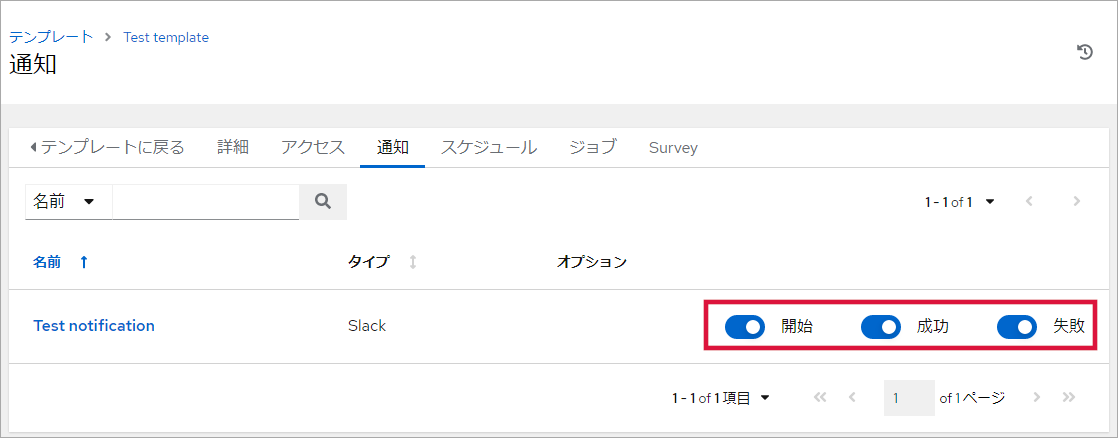 テンプレート > Test template
通知
テンプレートに戻る 詳細 アクセス 通知 スケジュール ジョブ Survey
名前 1-1 of 1
名前 タイプ オプション
Test notification Slack 開始 成功 失敗
1-1 of 1 項目 1 of 1 ページ